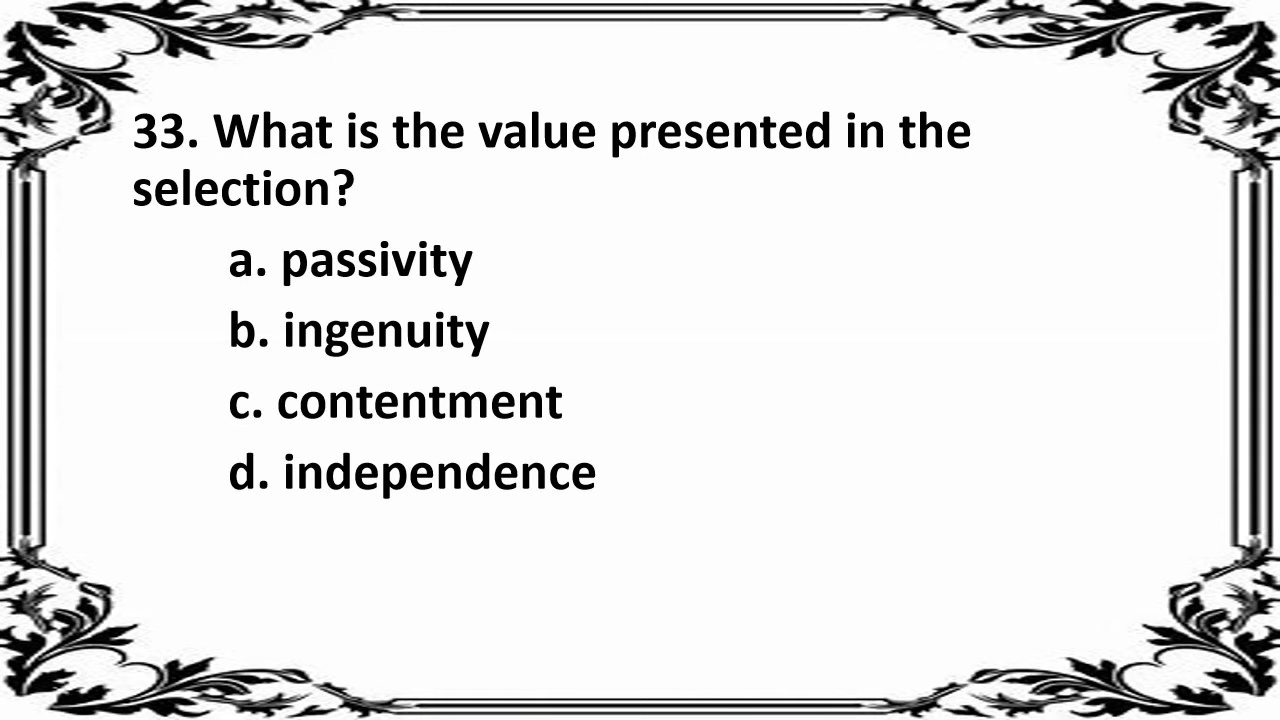 33. What is the value presented in the
selection?
a. passivity
b. ingenuity
c. contentment
d. independence